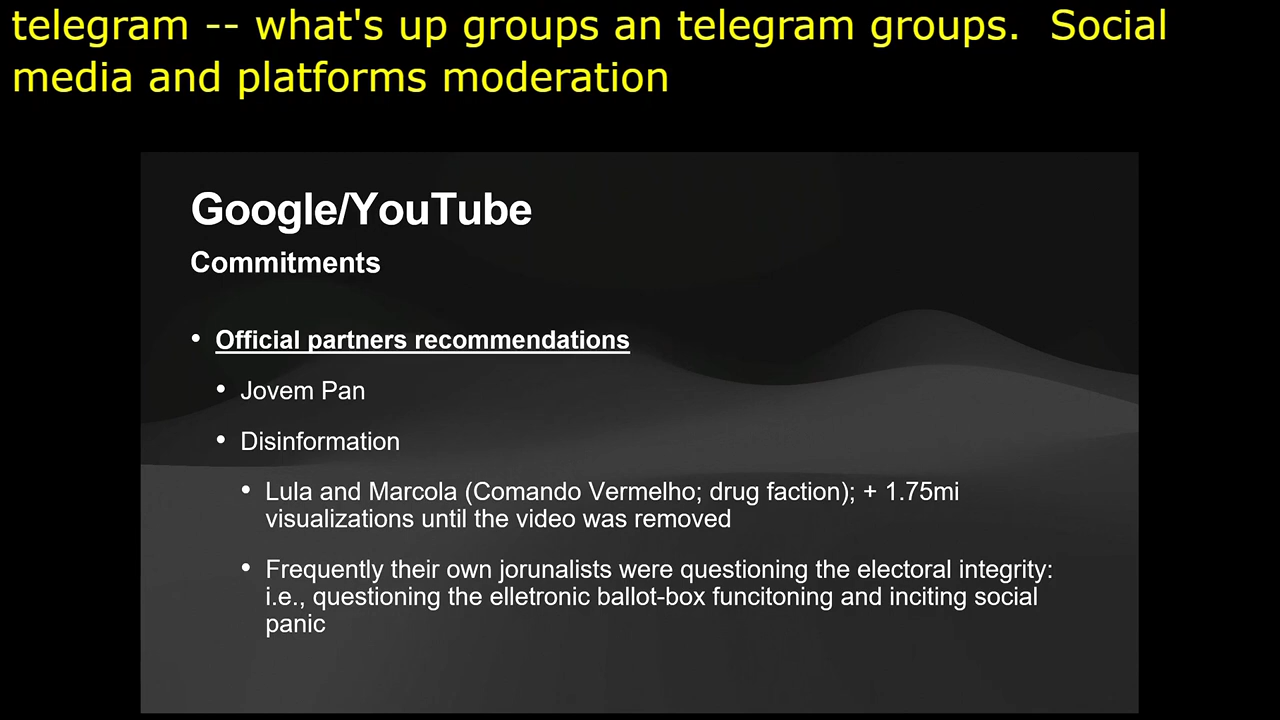 telegram -- what's up groups an telegram groups.  Social
media and platforms moderation
Google/YouTube
Commitments
• Official partners recommendations
• Jovem Pan
• Disinformation
• Lula and Marcola (Comando Vermelho; drug faction); + 1.75mi
visualizations until the video was removed
• Frequently their own jorunalists were questioning the electoral integrity:
i.e., questioning the elletronic ballot-box funcitoning and inciting social
panic